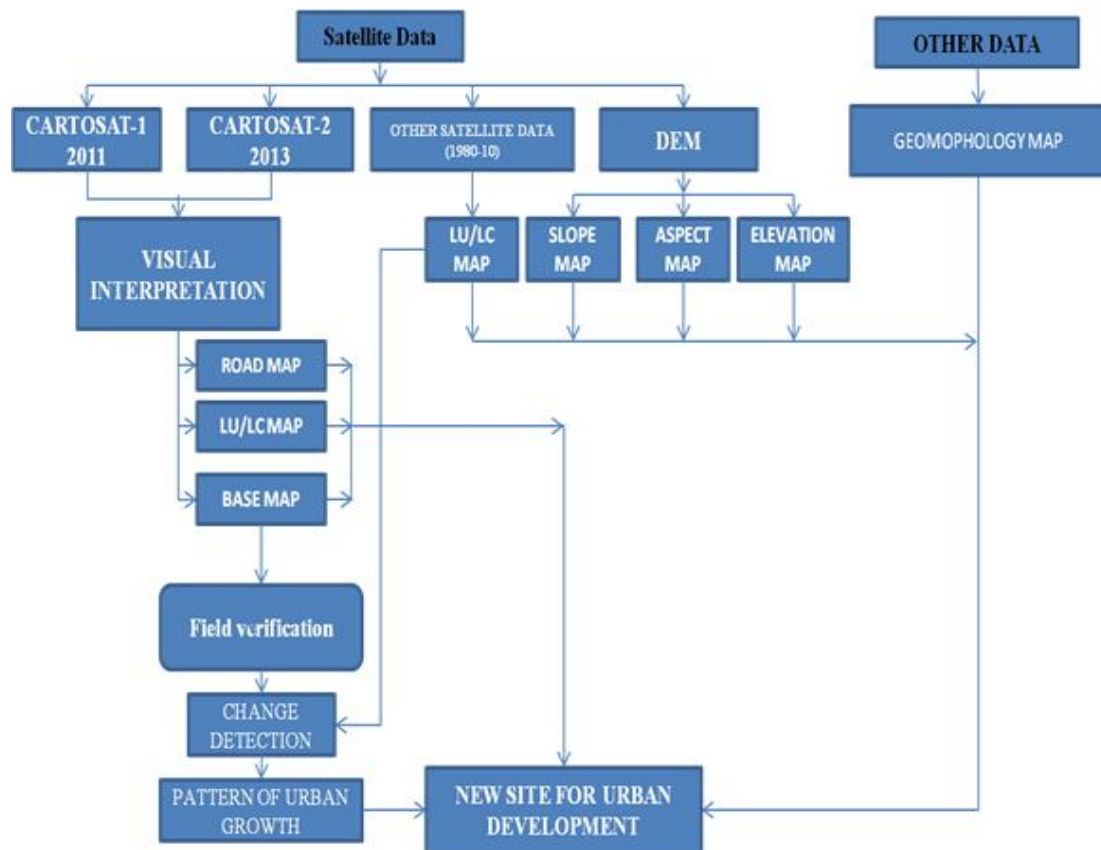 Satellite Data
OTHER DATA
CARTOSAT-1
2011
CARTOSAT-2
2013
OTHER SATELLITE DATA
(1980-10)
DEM
GEOMOPHOLOGY MAP
VISUAL
INTERPRETATION
LU/LC
MAP
SLOPE
MAP
ASPECT
MAP
ELEVATION
MAP
ROAD MAP
LU/LC MAP
BASE MAP
Field verification
CHANGE
DETECTION
PATTERN OF URBAN
GROWTH
NEW SITE FOR URBAN
DEVELOPMENT